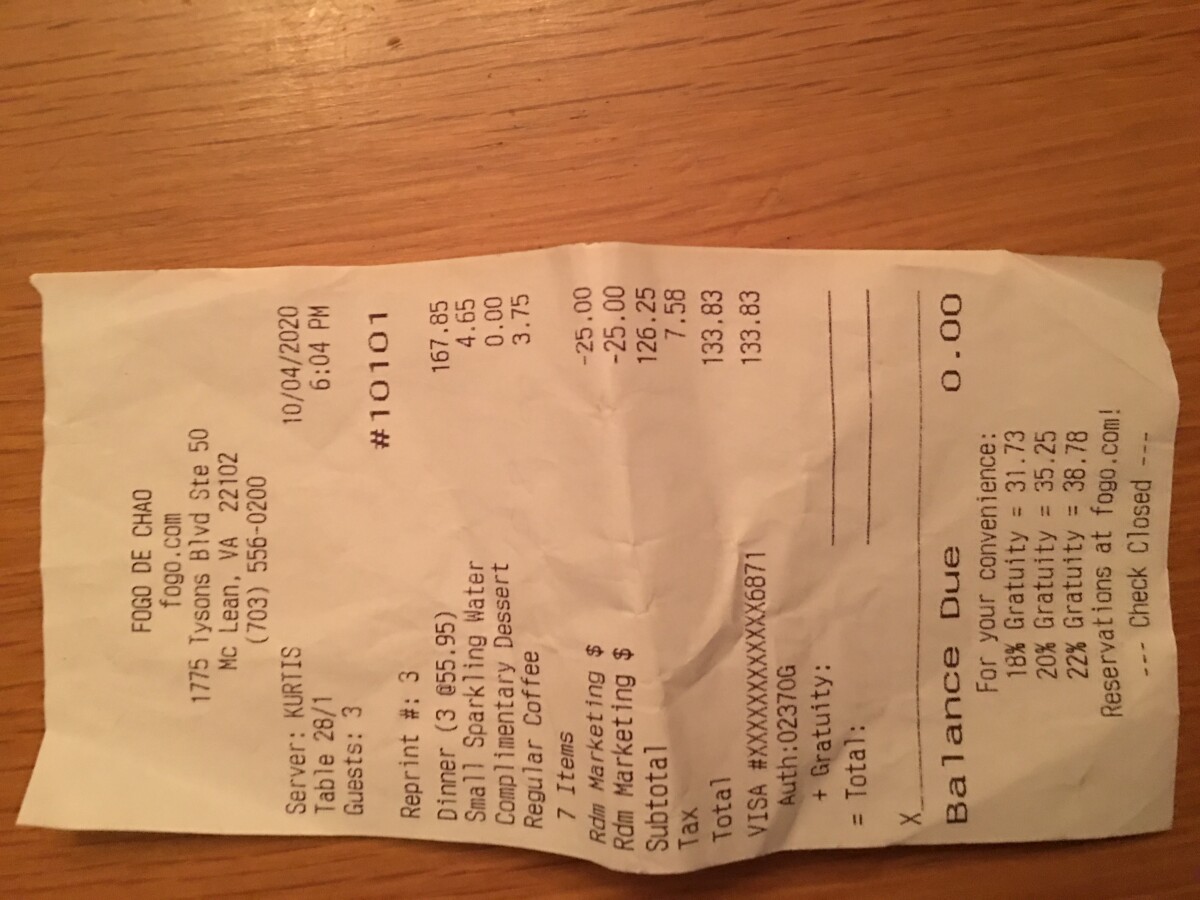 FOGO DE CHAO
fogo.com
1775 Tysons Blvd Ste 50
Mc Lean, VA 22102
(703) 556-0200
Server: KURTIS 10/04/2020
Table 28/1 6:04 PM
Guests: 3
#10101
Reprint #: 3
Dinner (3 @55.95) 167.85
Small Sparkling Water 4.65
Complimentary Dessert 0.00
Regular Coffee 3.75
7 Items
Rdm Marketing $ -25.00
Rdm Marketing $ -25.00
Subtotal 126.25
Tax 7.58
Total 133.83
VISA #XXXXXXXXXXXX6871 133.83
Auth:02370G
+ Gratuity:
= Total:
X
Balance Due 0.00
For your convenience:
18% Gratuity = 31.73
20% Gratuity = 35.25
22% Gratuity = 38.78
Reservations at fogo.com!
--- Check Closed ---